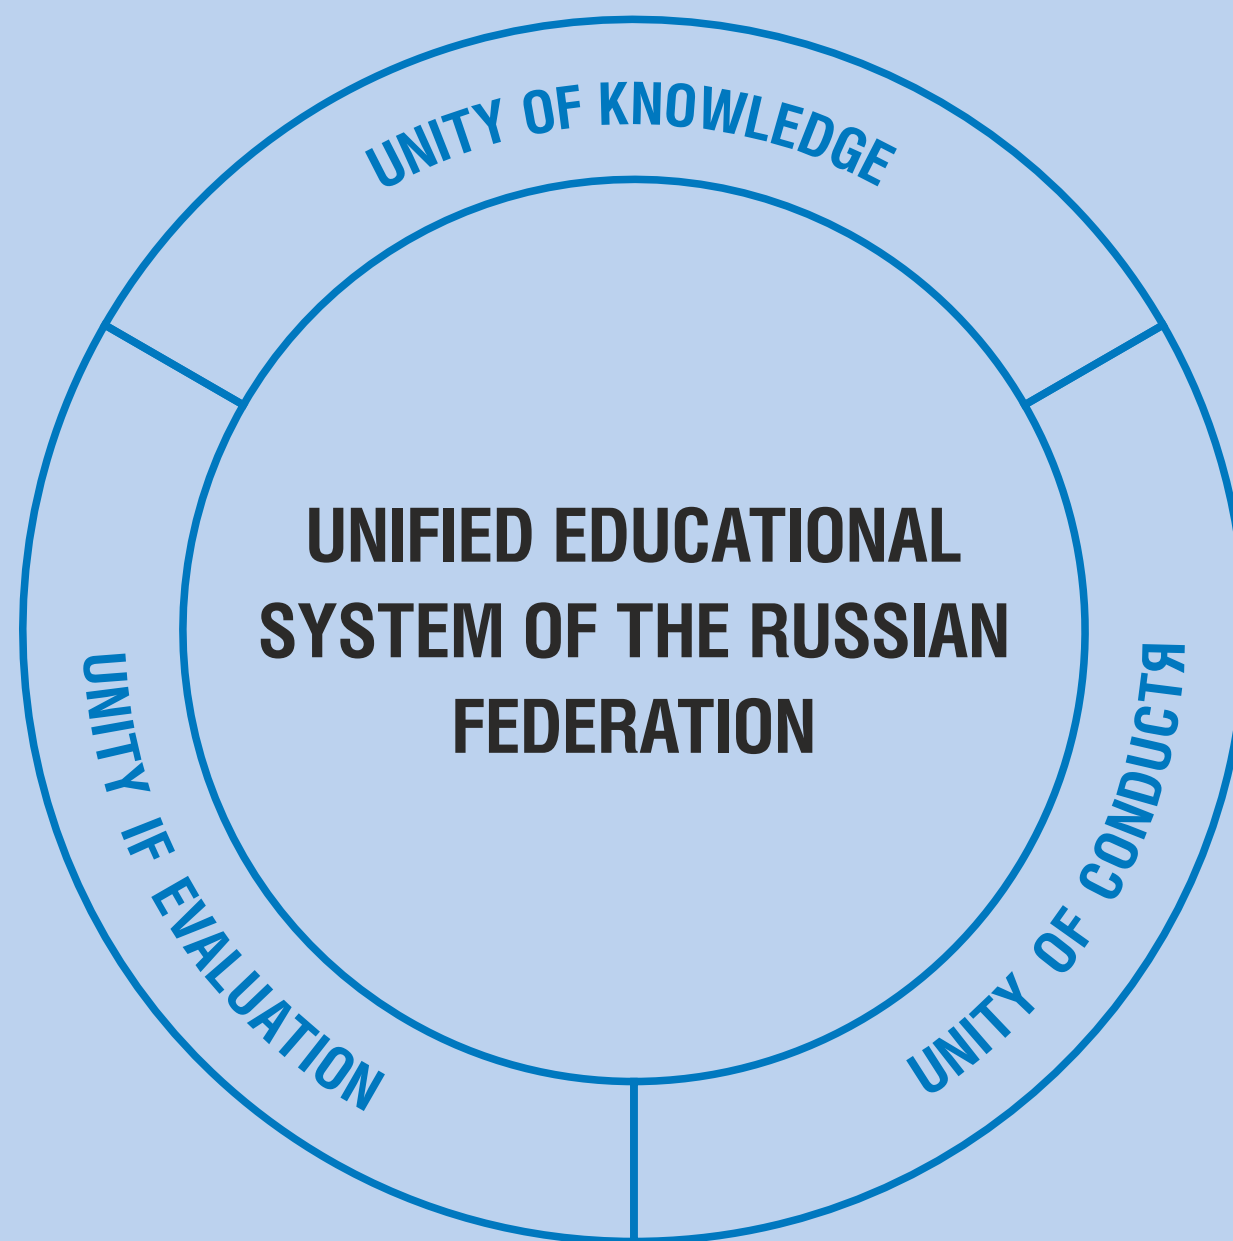 UNITY OF KNOWLEDGE
UNIFIED EDUCATIONAL
SYSTEM OF THE RUSSIAN
FEDERATION
UNITY IF EVALUATION
UNITY OF CONDUCTЯ